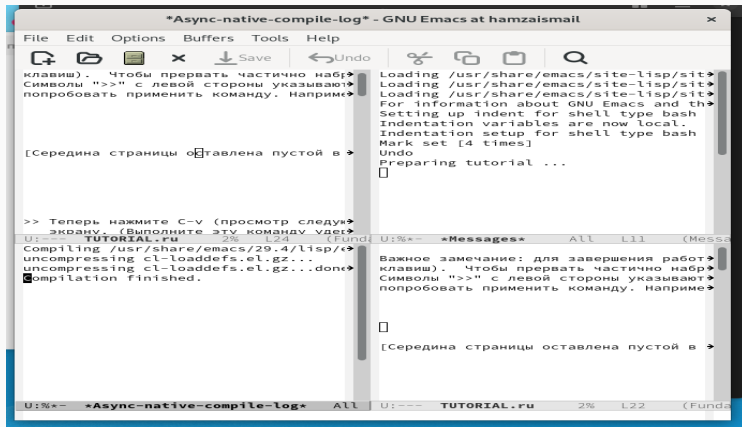 *Async-native-compile-log* - GNU Emacs at hamzaismail
File Edit Options Buffers Tools Help
Save Undo
клавиш). Чтобы прервать частично набр
Символы ">>" с левой стороны указывают
попробовать применить команду. Наприме
[Середина страницы оставлена пустой в
>> Теперь нажмите C-v (просмотр следую
экрану. (Выполните эту команду удер
U:--- TUTORIAL.ru 2% L24 (Funda
Loading /usr/share/emacs/site-lisp/sit
Loading /usr/share/emacs/site-lisp/sit
Loading /usr/share/emacs/site-lisp/sit
For information about GNU Emacs and th
Setting up indent for shell type bash
Indentation variables are now local.
Indentation setup for shell type bash
Mark set [4 times]
Undo
Preparing tutorial ...
U:%*- *Messages* All L11 (Messa
Compiling /usr/share/emacs/29.4/lisp/e
uncompressing cl-loaddefs.el.gz...
uncompressing cl-loaddefs.el.gz...done
Compilation finished.
U:%*- *Async-native-compile-log* All
Важное замечание: для завершения работ
клавиш). Чтобы прервать частично набр
Символы ">>" с левой стороны указывают
попробовать применить команду. Наприме
[Середина страницы оставлена пустой в
U:--- TUTORIAL.ru 2% L22 (Funda